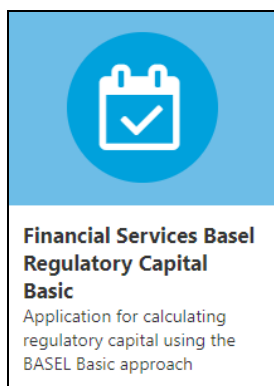 Financial Services Basel
Regulatory Capital
Basic
Application for calculating
regulatory capital using the
BASEL Basic approach